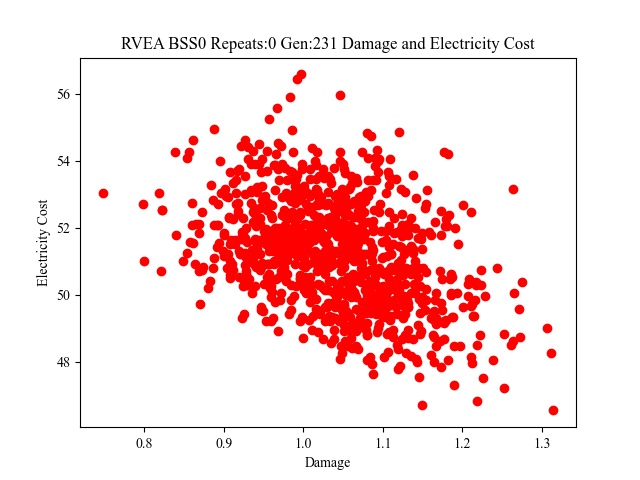 RVEA BSS0 Repeats:0 Gen:231 Damage and Electricity Cost
56
54
52
50
48
Electricity Cost
0.8 0.9 1.0 1.1 1.2 1.3
Damage